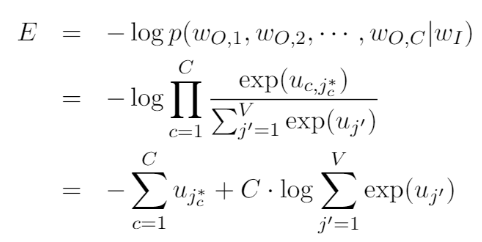 E = − log p(w_{O,1}, w_{O,2}, ⋯ , w_{O,C}|w_I)
= − log ∏_{c=1}^{C} \frac{exp(u_{c,j_c^*})}{∑_{j'=1}^{V} exp(u_{j'})}
= − ∑_{c=1}^{C} u_{j_c^*} + C · log ∑_{j'=1}^{V} exp(u_{j'})